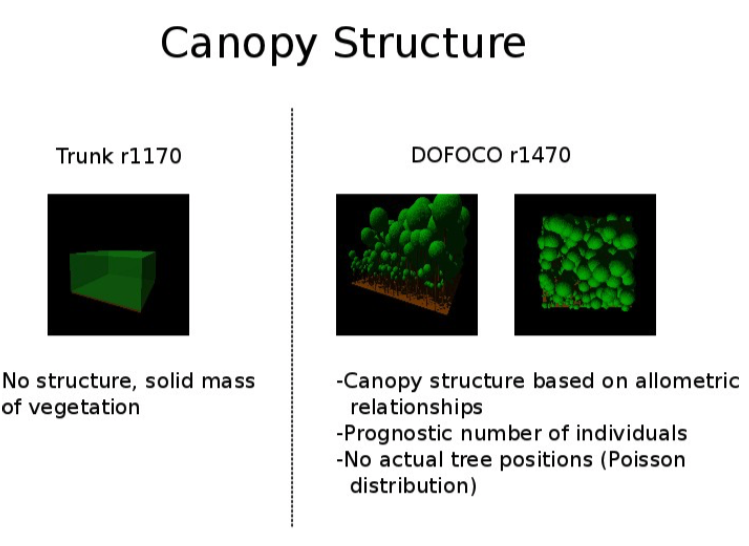 Canopy Structure
Trunk r1170
No structure, solid mass
of vegetation
DOFOCO r1470
-Canopy structure based on allometric
relationships
-Prognostic number of individuals
-No actual tree positions (Poisson
distribution)